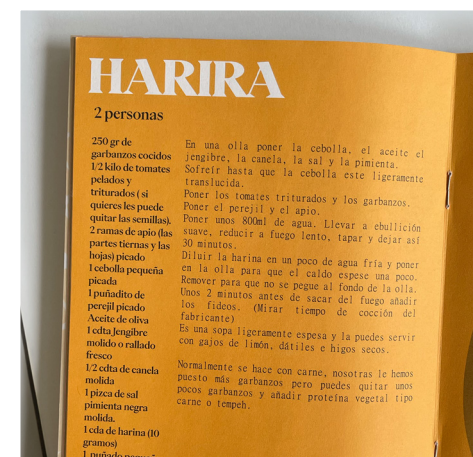 HARIRA
2 personas
250 gr de
garbanzos cocidos
1/2 kilo de tomates
pelados y
triturados ( si
quieres les puede
quitar las semillas).
2 ramas de apio (las
partes tiernas y las
hojas) picado
1 cebolla pequeña
picada
1 puñadito de
perejil picado
Aceite de oliva
1 cdta Jengibre
molido o rallado
fresco
1/2 cdta de canela
molida
1 pizca de sal
pimienta negra
molida.
1 cda de harina (10
gramos)
1 puñado
En una olla poner la cebolla, el aceite el
jengibre, la canela, la sal y la pimienta.
Sofreír hasta que la cebolla este ligeramente
translucida.
Poner los tomates triturados y los garbanzos.
Poner el perejil y el apio.
Poner unos 800ml de agua. Llevar a ebullición
suave, reducir a fuego lento, tapar y dejar así
30 minutos.
Diluir la harina en un poco de agua fría y poner
en la olla para que el caldo espese una poco.
Remover para que no se pegue al fondo de la olla.
Unos 2 minutos antes de sacar del fuego añadir
los fideos. (Mirar tiempo de cocción del
fabricante)
Es una sopa ligeramente espesa y la puedes servir
con gajos de limón, dátiles e higos secos.
Normalmente se hace con carne, nosotras le hemos
puesto más garbanzos pero puedes quitar unos
pocos garbanzos y añadir proteína vegetal tipo
carne o tempeh.